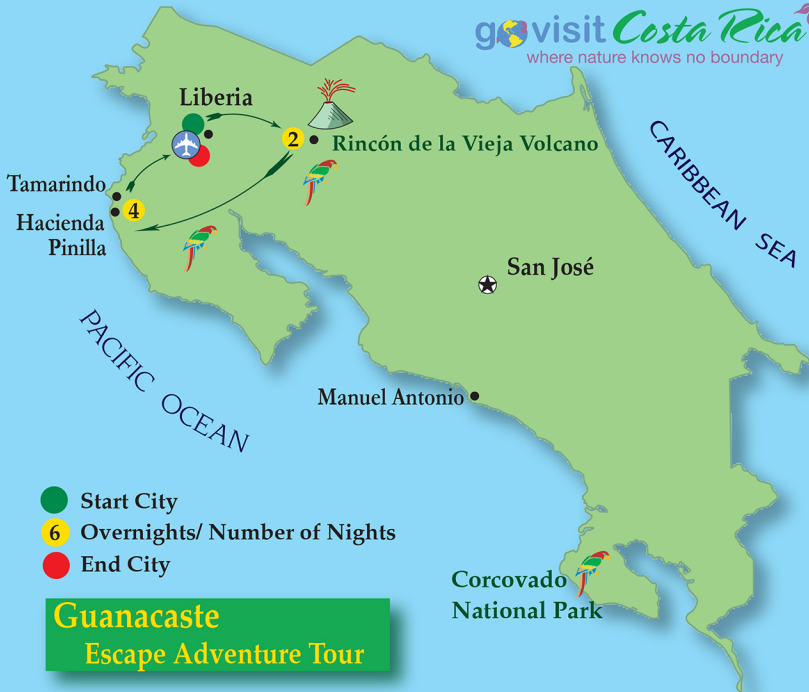 govisit Costa Rica
where nature knows no boundary
Liberia
2
Rincón de la Vieja Volcano
CARIBBEAN SEA
Tamarindo
4
Hacienda
Pinilla
San José
PACIFIC OCEAN
Manuel Antonio
Start City
6 Overnights/ Number of Nights
End City
Corcovado
National Park
Guanacaste
Escape Adventure Tour